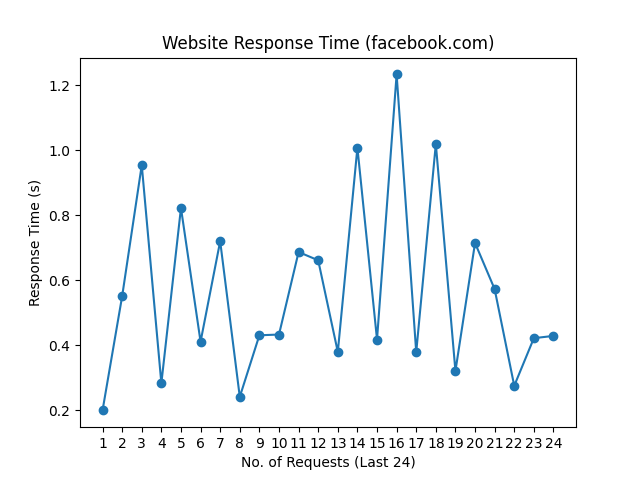 Website Response Time (facebook.com)
Response Time (s)
1.2
1.0
0.8
0.6
0.4
0.2
1 2 3 4 5 6 7 8 9 10 11 12 13 14 15 16 17 18 19 20 21 22 23 24
No. of Requests (Last 24)